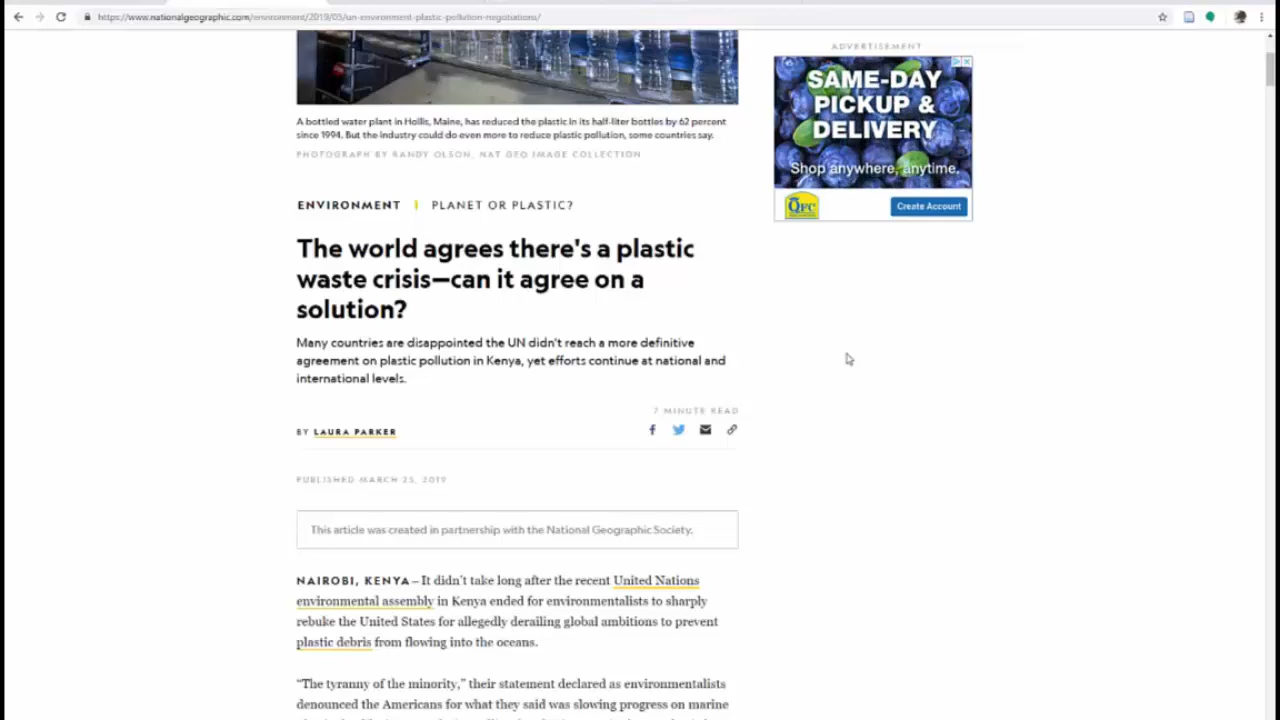 https://www.nationalgeographic.com/environment/2019/03/un-environment-plastic-pollution-negotiations/
ADVERTISEMENT
SAME-DAY
PICKUP &
DELIVERY
Shop anywhere, anytime.
QFC
Create Account
A bottled water plant in Hollis, Maine, has reduced the plastic in its half-liter bottles by 62 percent
since 1994. But the industry could do even more to reduce plastic pollution, some countries say.
PHOTOGRAPH BY RANDY OLSON, NAT GEO IMAGE COLLECTION
ENVIRONMENT | PLANET OR PLASTIC?
The world agrees there's a plastic
waste crisis—can it agree on a
solution?
Many countries are disappointed the UN didn't reach a more definitive
agreement on plastic pollution in Kenya, yet efforts continue at national and
international levels.
7 MINUTE READ
BY LAURA PARKER
PUBLISHED MARCH 25, 2019
This article was created in partnership with the National Geographic Society.
NAIROBI, KENYA – It didn't take long after the recent United Nations
environmental assembly in Kenya ended for environmentalists to sharply
rebuke the United States for allegedly derailing global ambitions to prevent
plastic debris from flowing into the oceans.
“The tyranny of the minority,” their statement declared as environmentalists
denounced the Americans for what they said was slowing progress on marine